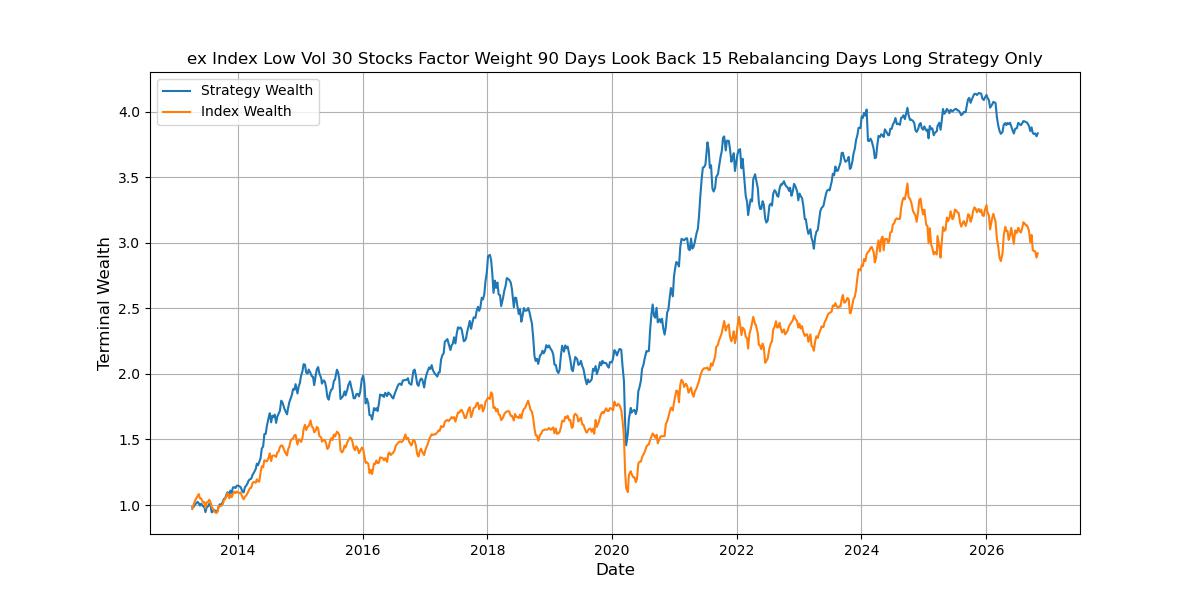 ex Index Low Vol 30 Stocks Factor Weight 90 Days Look Back 15 Rebalancing Days Long Strategy Only
Strategy Wealth
Index Wealth
Terminal Wealth
4.0
3.5
3.0
2.5
2.0
1.5
1.0
2014 2016 2018 2020 2022 2024 2026
Date